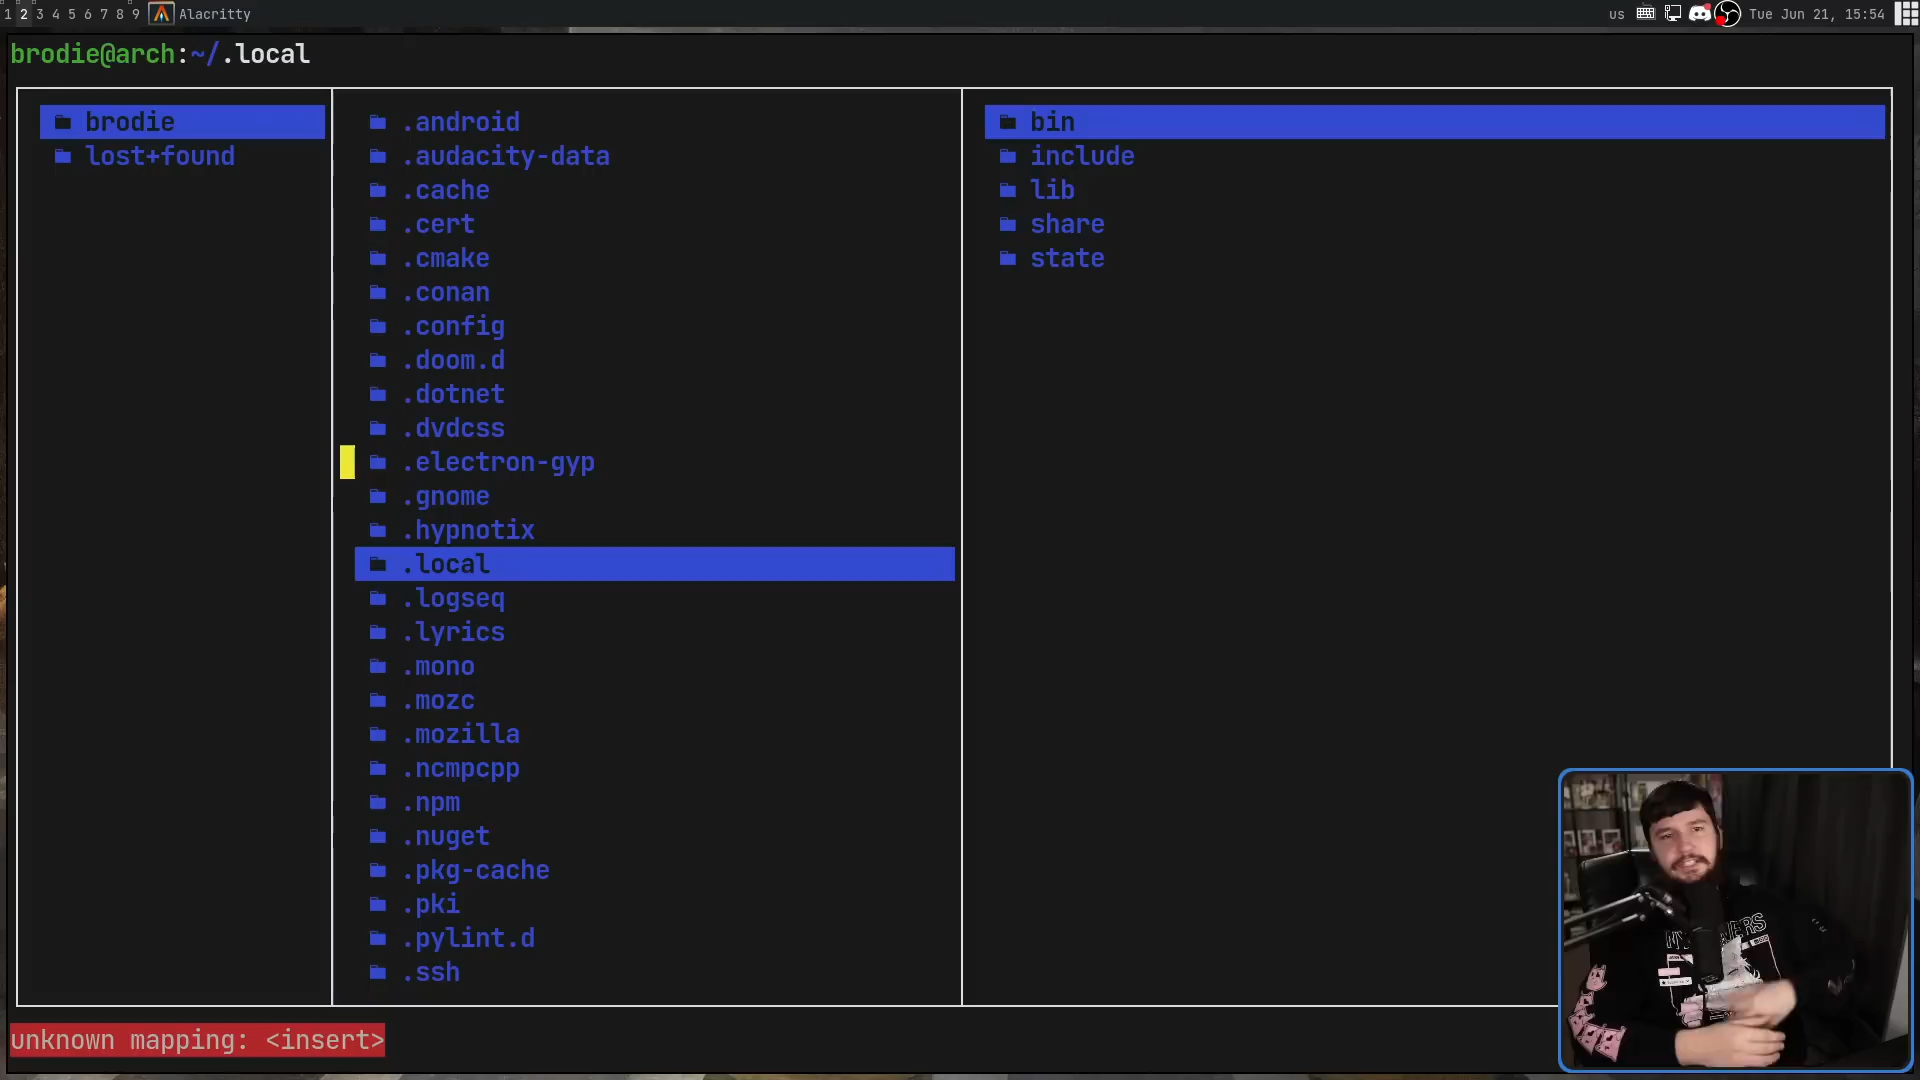 1 2 3 4 5 6 7 8 9 Alacritty us Tue Jun 21, 15:54
brodie@arch:~/.local
brodie
lost+found
.android
.audacity-data
.cache
.cert
.cmake
.conan
.config
.doom.d
.dotnet
.dvdcss
.electron-gyp
.gnome
.hypnotix
.local
.logseq
.lyrics
.mono
.mozc
.mozilla
.ncmpcpp
.npm
.nuget
.pkg-cache
.pki
.pylint.d
.ssh
bin
include
lib
share
state
unknown mapping: <insert>